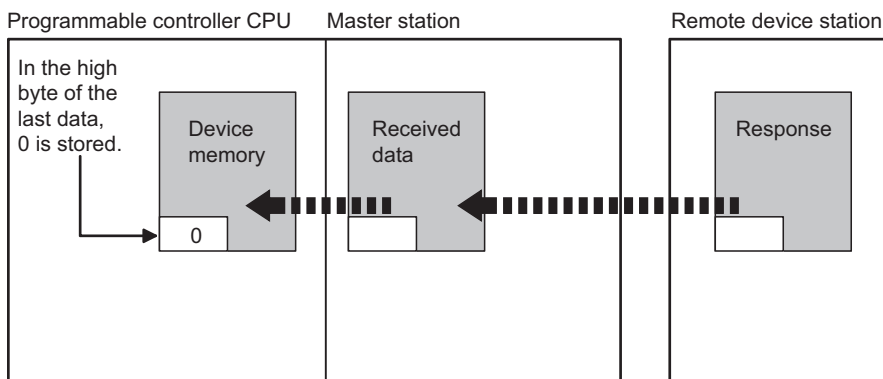 Programmable controller CPU
Master station
Remote device station
In the high
byte of the
last data,
0 is stored.
Device
memory
Received
data
Response
0